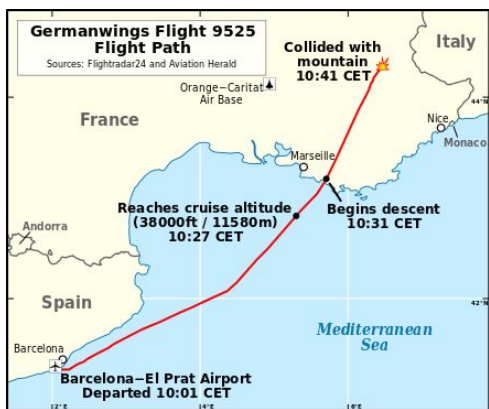 Germanwings Flight 9525
Flight Path
Sources: Flightradar24 and Aviation Herald
Collided with
mountain
10:41 CET
Italy
Orange−Caritat
Air Base
44°N
France
Nice
Monaco
Marseille
Reaches cruise altitude
(38000ft / 11580m)
10:27 CET
Begins descent
10:31 CET
Andorra
Spain
42°N
Mediterranean
Sea
Barcelona
Barcelona−El Prat Airport
Departed 10:01 CET